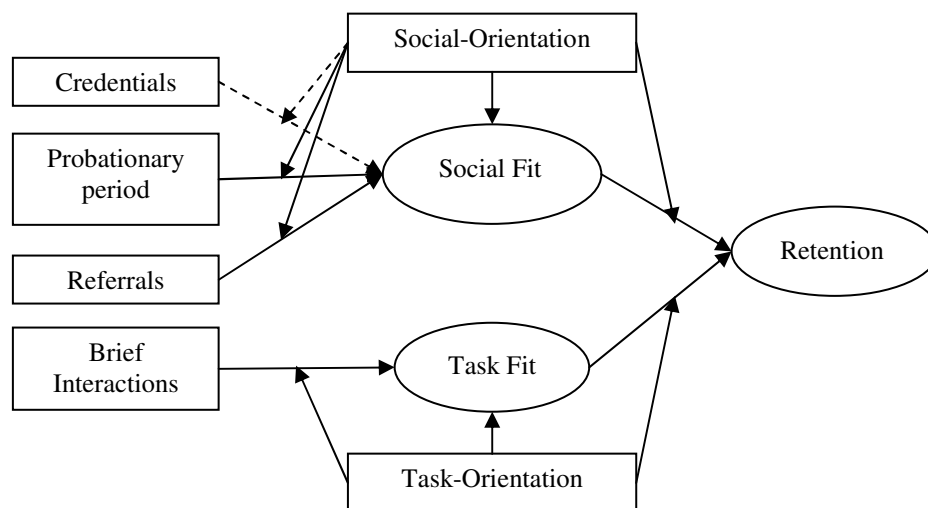 Social-Orientation
Credentials
Probationary
period
Social Fit
Referrals
Retention
Brief
Interactions
Task Fit
Task-Orientation